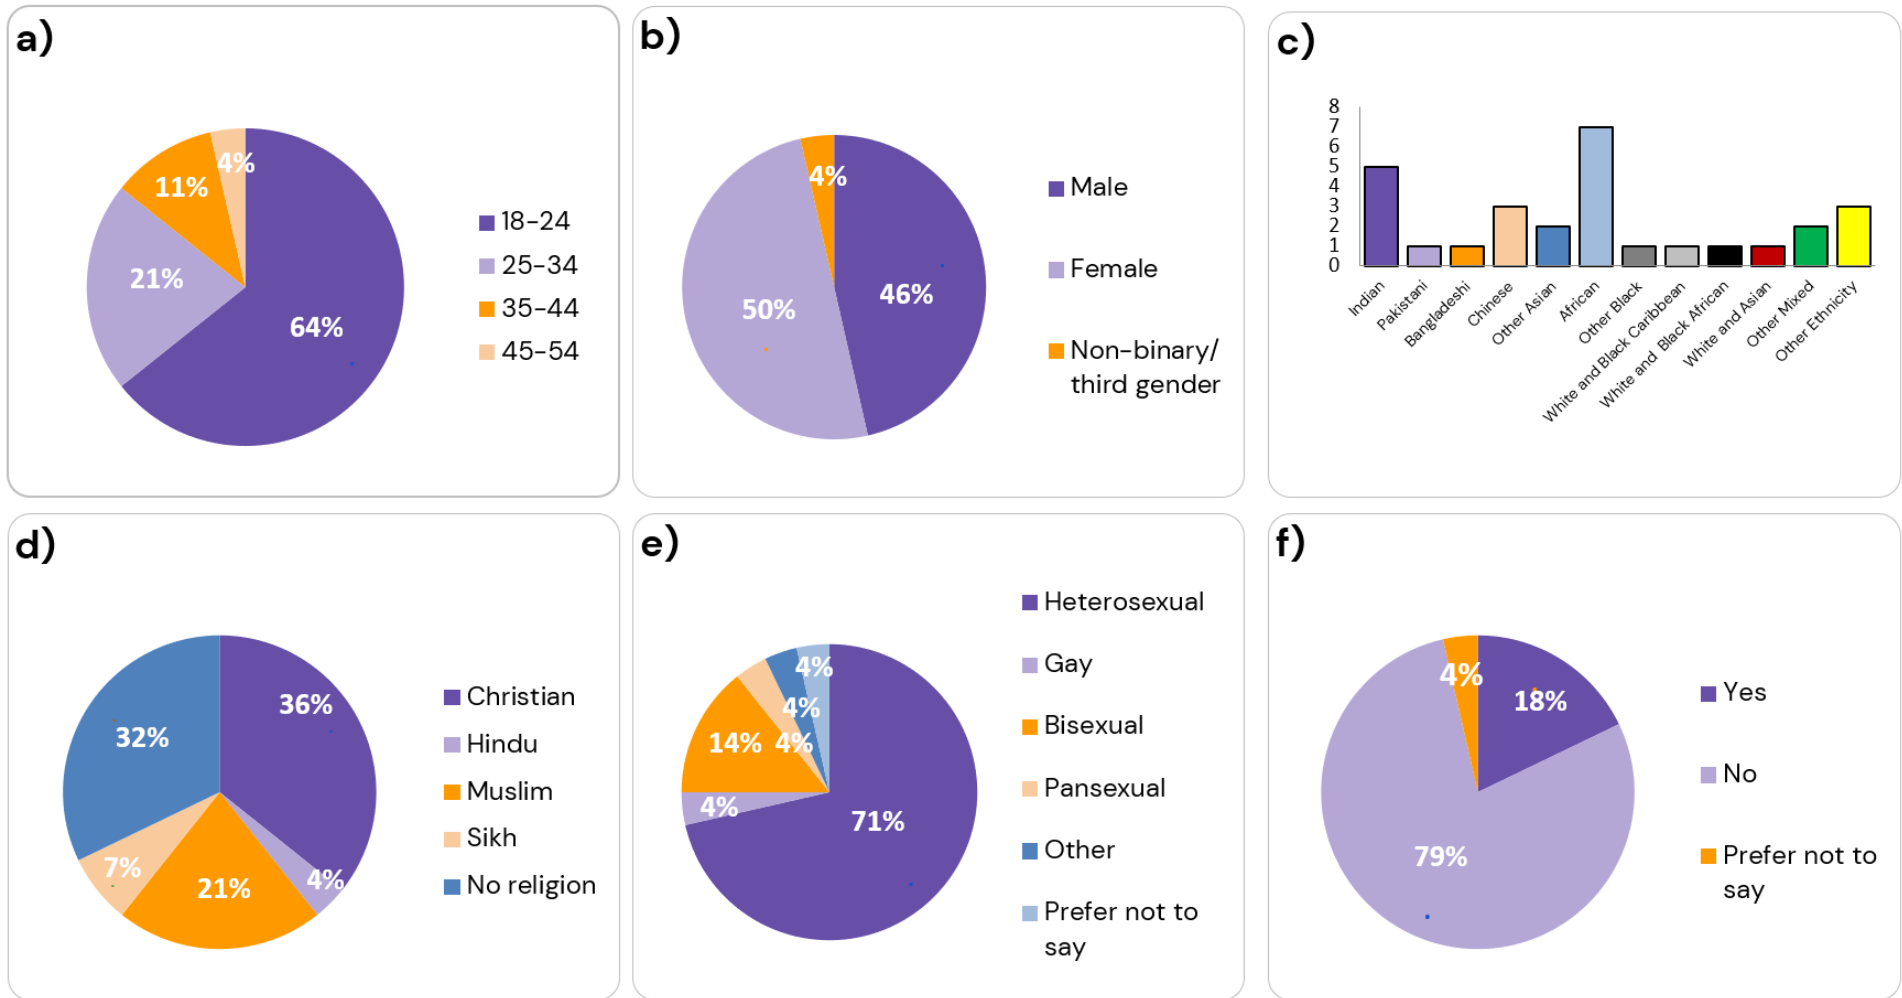 a)
64%
21%
11%
4%
18-24
25-34
35-44
45-54
b)
46%
50%
4%
Male
Female
Non-binary/
third gender
c)
8
7
6
5
4
3
2
1
0
Indian
Pakistani
Bangladeshi
Chinese
Other Asian
African
Other Black
White and Black Caribbean
White and Black African
White and Asian
Other Mixed
Other Ethnicity
d)
36%
4%
21%
7%
32%
Christian
Hindu
Muslim
Sikh
No religion
e)
71%
4%
14%
4%
4%
4%
Heterosexual
Gay
Bisexual
Pansexual
Other
Prefer not to
say
f)
18%
79%
4%
Yes
No
Prefer not to
say